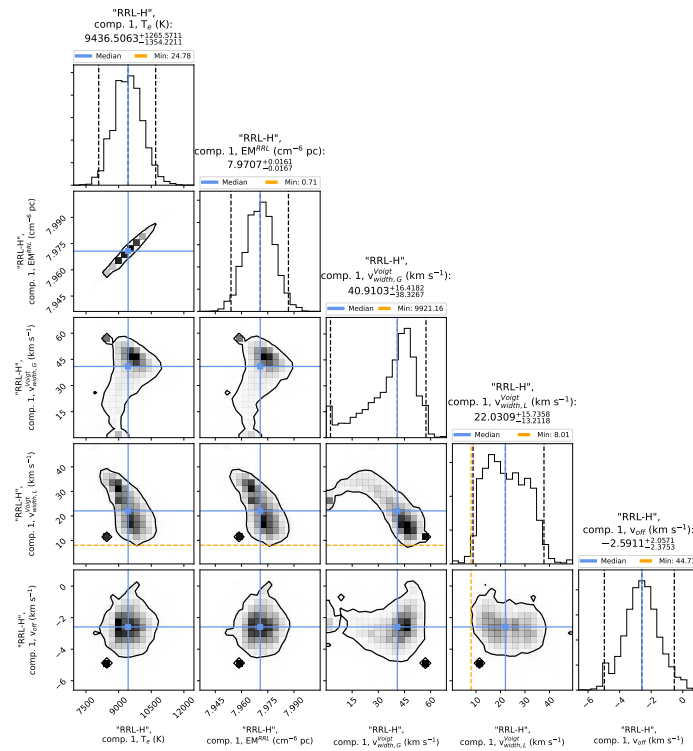 "RRL-H",
comp. 1, T_e (K):
9436.5063^{+1265.5711}_{−1354.2211}
Median Min: 24.78
"RRL-H",
comp. 1, EM^{RRL} (cm^{−6} pc):
7.9707^{+0.0161}_{−0.0167}
Median Min: 0.71
"RRL-H",
comp. 1, v^{Voigt}_{width,G} (km s^{−1}):
40.9103^{+16.4182}_{−38.3267}
Median Min: 9921.16
"RRL-H",
comp. 1, v^{Voigt}_{width,L} (km s^{−1}):
22.0309^{+15.7358}_{−13.2118}
Median Min: 8.01
"RRL-H",
comp. 1, v_{off} (km s^{−1}):
−2.5911^{+2.0571}_{−2.3753}
Median Min: 44.7
"RRL-H",
comp. 1, EM^{RRL} (cm^{−6} pc)
7.990
7.975
7.960
7.945
"RRL-H",
comp. 1, v^{Voigt}_{width,G} (km s^{−1})
60
45
30
15
"RRL-H",
comp. 1, v^{Voigt}_{width,L} (km s^{−1})
40
30
20
10
"RRL-H",
comp. 1, v_{off} (km s^{−1})
0
−2
−4
−6
7500 9000 10500 12000
"RRL-H",
comp. 1, T_e (K)
7.945 7.960 7.975 7.990
"RRL-H",
comp. 1, EM^{RRL} (cm^{−6} pc)
15 30 45 60
"RRL-H",
comp. 1, v^{Voigt}_{width,G} (km s^{−1})
10 20 30 40
"RRL-H",
comp. 1, v^{Voigt}_{width,L} (km s^{−1})
−6 −4 −2 0
"RRL-H",
comp. 1, v_{off} (km s^{−1})